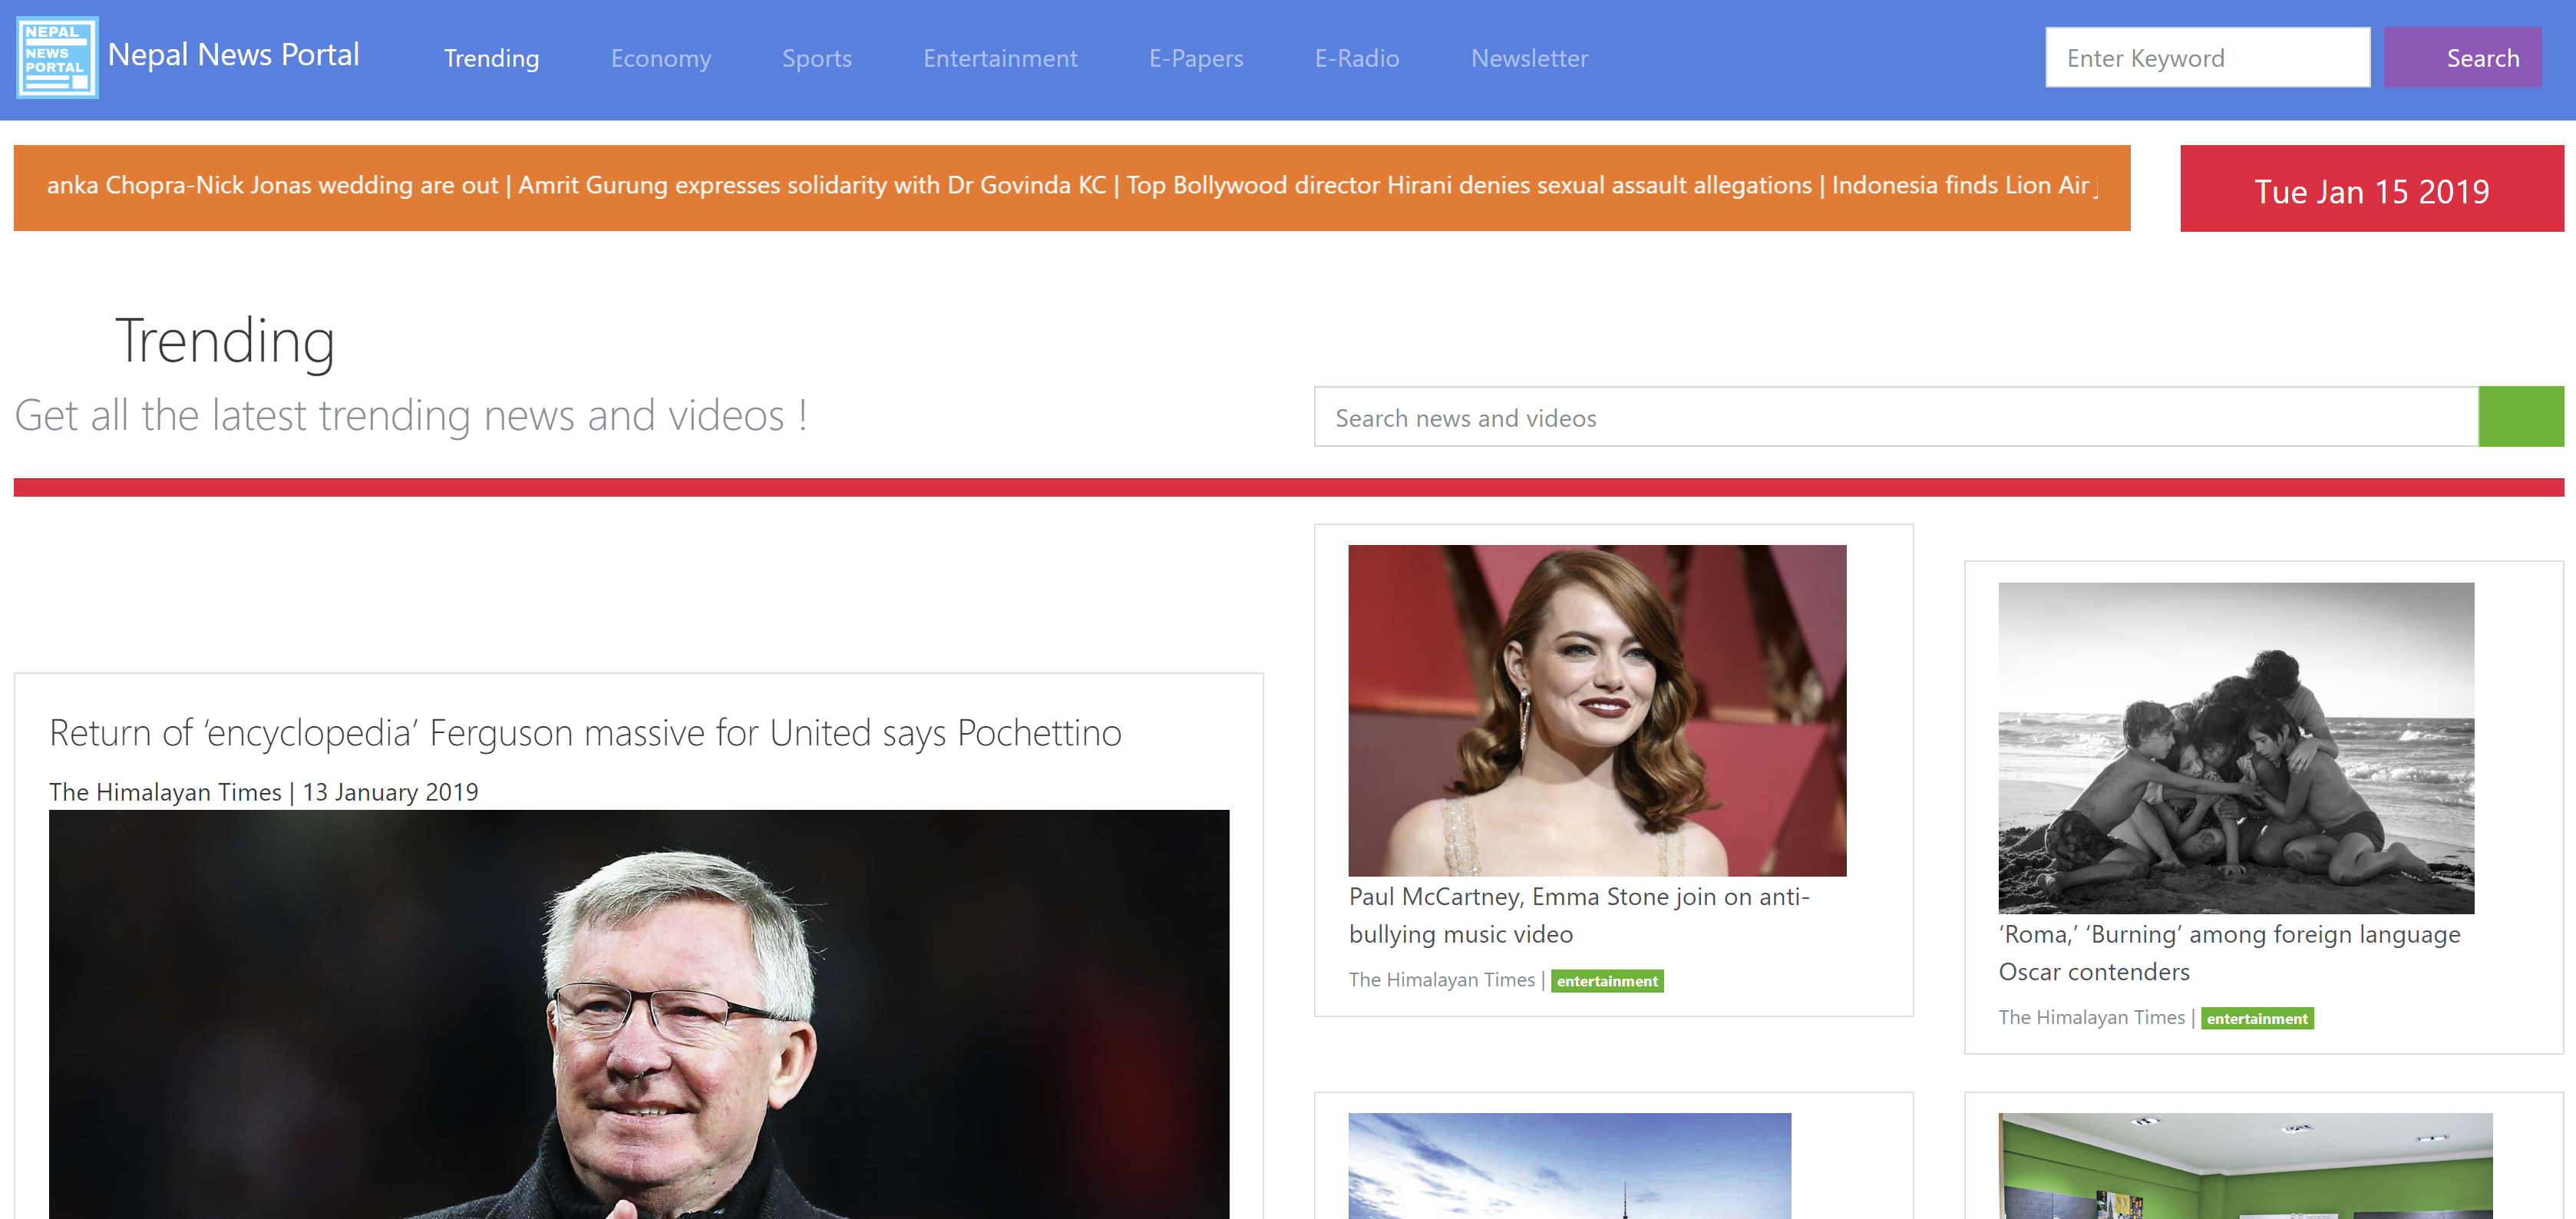 NEPAL
NEWS
PORTAL
Nepal News Portal
Trending
Economy
Sports
Entertainment
E-Papers
E-Radio
Newsletter
Enter Keyword
Search
anka Chopra-Nick Jonas wedding are out | Amrit Gurung expresses solidarity with Dr Govinda KC | Top Bollywood director Hirani denies sexual assault allegations | Indonesia finds Lion Air
Tue Jan 15 2019
Trending
Get all the latest trending news and videos !
Search news and videos
Return of ‘encyclopedia’ Ferguson massive for United says Pochettino
The Himalayan Times | 13 January 2019
Paul McCartney, Emma Stone join on anti-
bullying music video
The Himalayan Times | entertainment
‘Roma,’ ‘Burning’ among foreign language
Oscar contenders
The Himalayan Times | entertainment